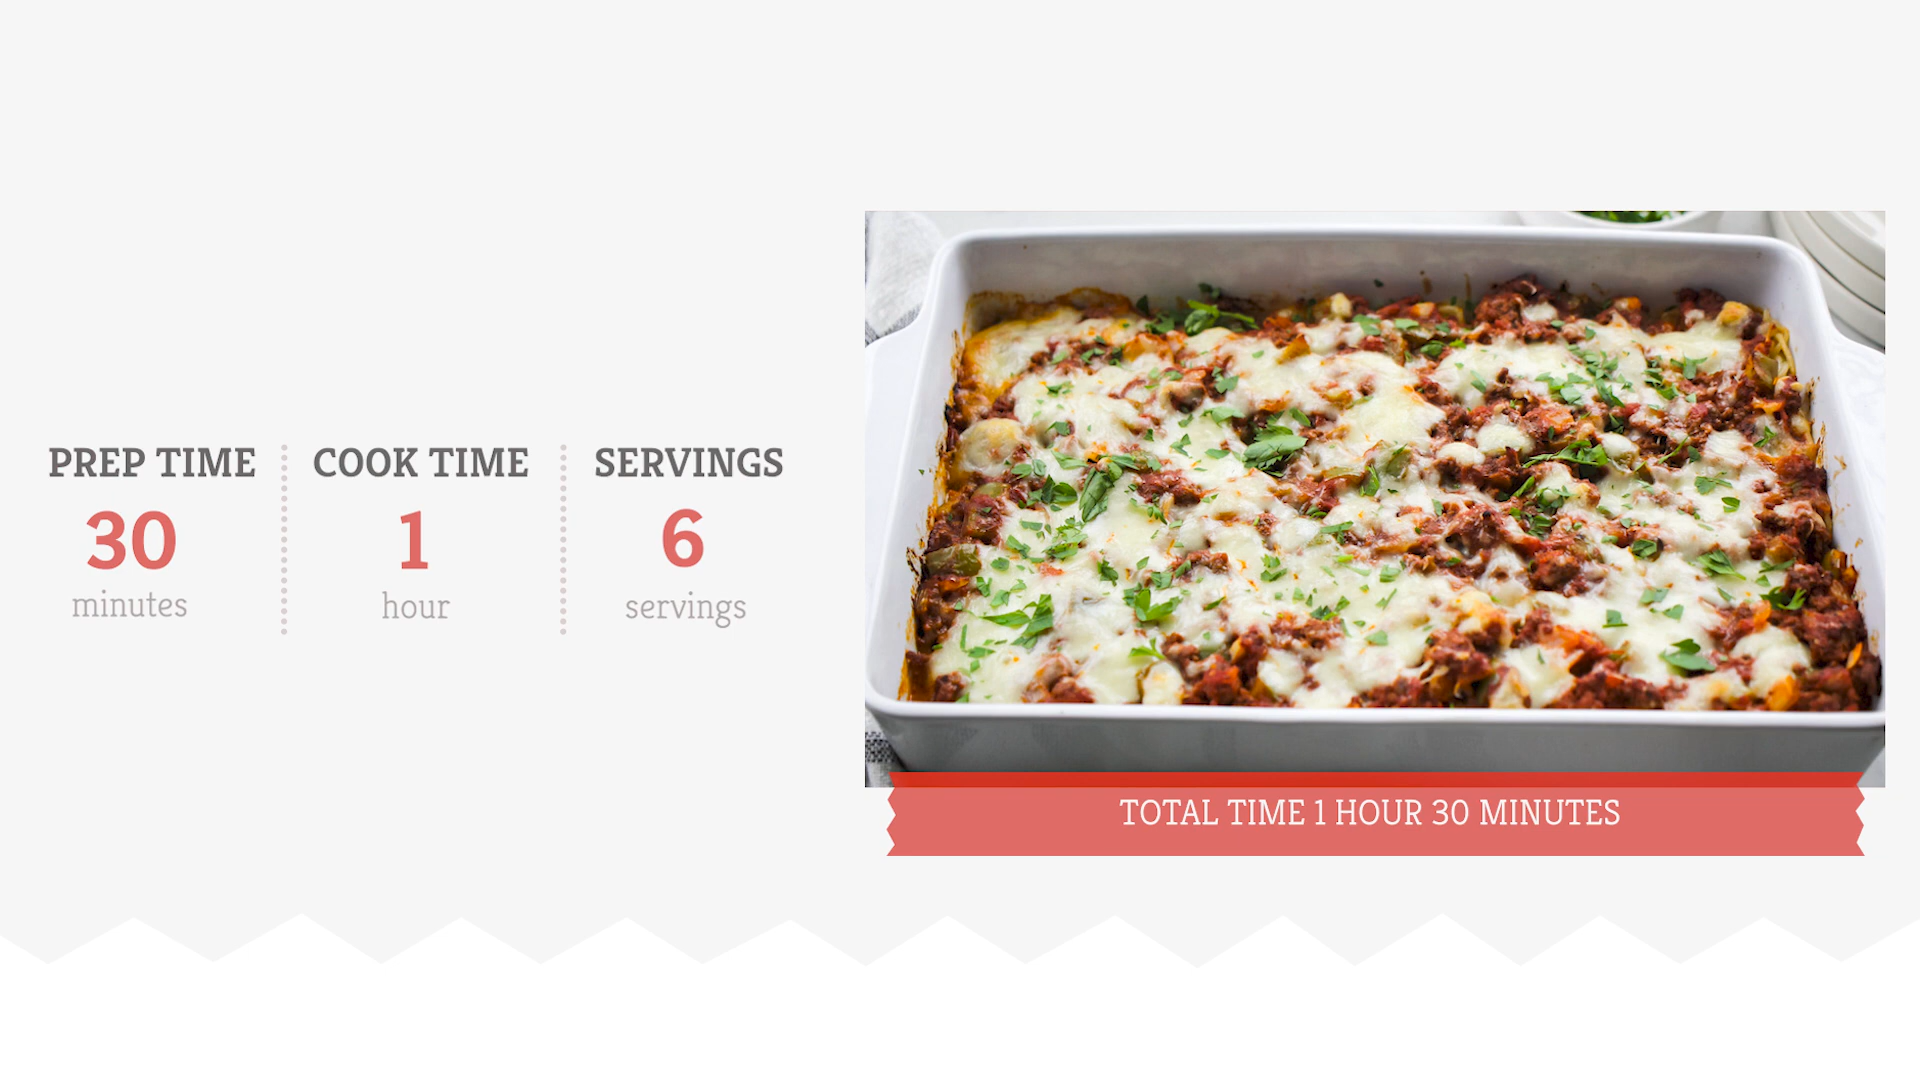 PREP TIME
30
minutes
COOK TIME
1
hour
SERVINGS
6
servings
TOTAL TIME 1 HOUR 30 MINUTES